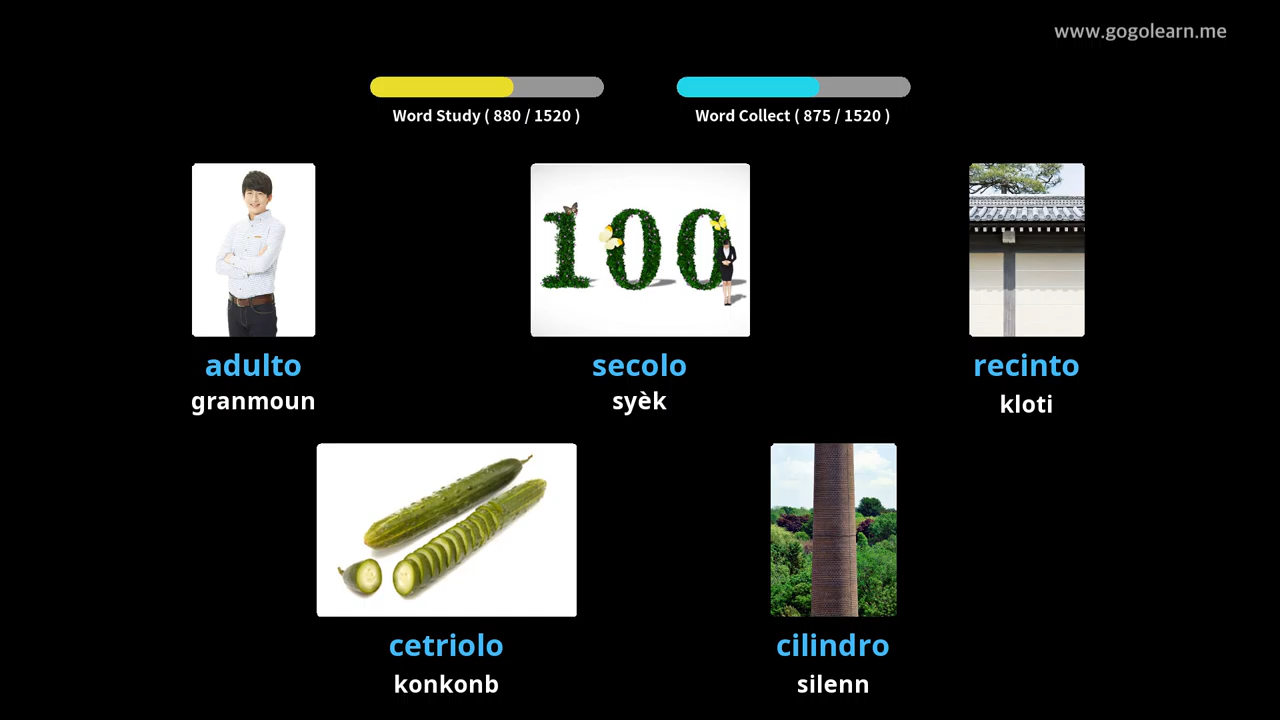 www.gogolearn.me
Word Study ( 880 / 1520 )
Word Collect ( 875 / 1520 )
adulto
granmoun
secolo
syèk
recinto
kloti
cetriolo
konkonb
cilindro
silenn